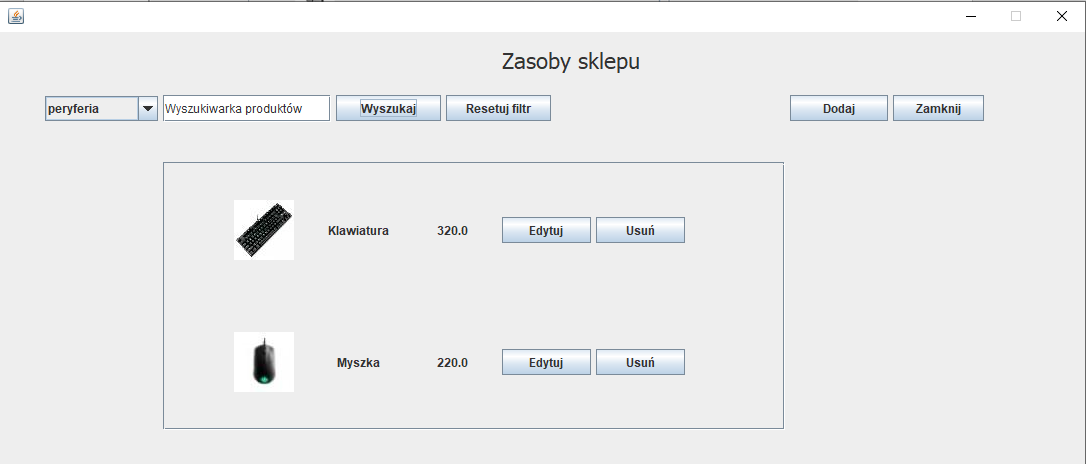 Zasoby sklepu
peryferia Wyszukiwarka produktów Wyszukaj Resetuj filtr Dodaj Zamknij
Klawiatura 320.0 Edytuj Usuń
Myszka 220.0 Edytuj Usuń